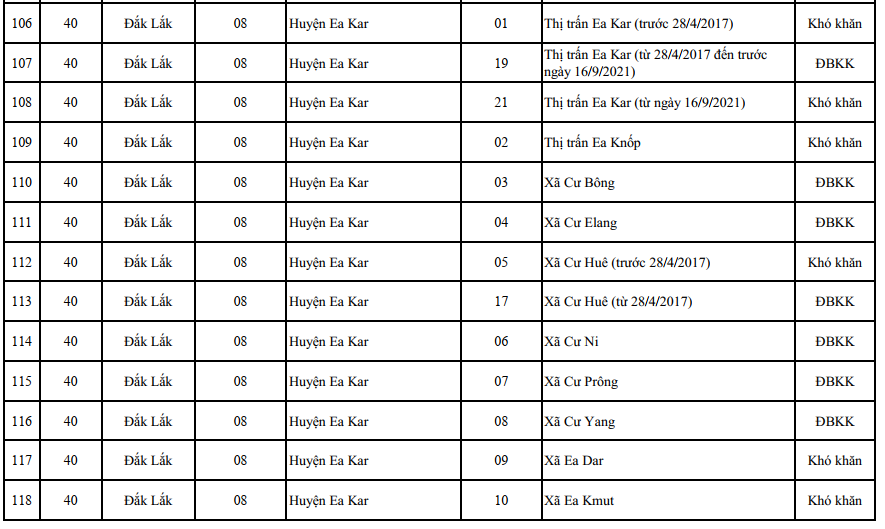 106 40 Đắk Lắk 08 Huyện Ea Kar 01 Thị trấn Ea Kar (trước 28/4/2017) Khó khăn
107 40 Đắk Lắk 08 Huyện Ea Kar 19 Thị trấn Ea Kar (từ 28/4/2017 đến trước
ngày 16/9/2021) ĐBKK
108 40 Đắk Lắk 08 Huyện Ea Kar 21 Thị trấn Ea Kar (từ ngày 16/9/2021) Khó khăn
109 40 Đắk Lắk 08 Huyện Ea Kar 02 Thị trấn Ea Knốp Khó khăn
110 40 Đắk Lắk 08 Huyện Ea Kar 03 Xã Cư Bông ĐBKK
111 40 Đắk Lắk 08 Huyện Ea Kar 04 Xã Cư Elang ĐBKK
112 40 Đắk Lắk 08 Huyện Ea Kar 05 Xã Cư Huê (trước 28/4/2017) Khó khăn
113 40 Đắk Lắk 08 Huyện Ea Kar 17 Xã Cư Huê (từ 28/4/2017) ĐBKK
114 40 Đắk Lắk 08 Huyện Ea Kar 06 Xã Cư Ni ĐBKK
115 40 Đắk Lắk 08 Huyện Ea Kar 07 Xã Cư Prông ĐBKK
116 40 Đắk Lắk 08 Huyện Ea Kar 08 Xã Cư Yang ĐBKK
117 40 Đắk Lắk 08 Huyện Ea Kar 09 Xã Ea Dar Khó khăn
118 40 Đắk Lắk 08 Huyện Ea Kar 10 Xã Ea Kmut Khó khăn